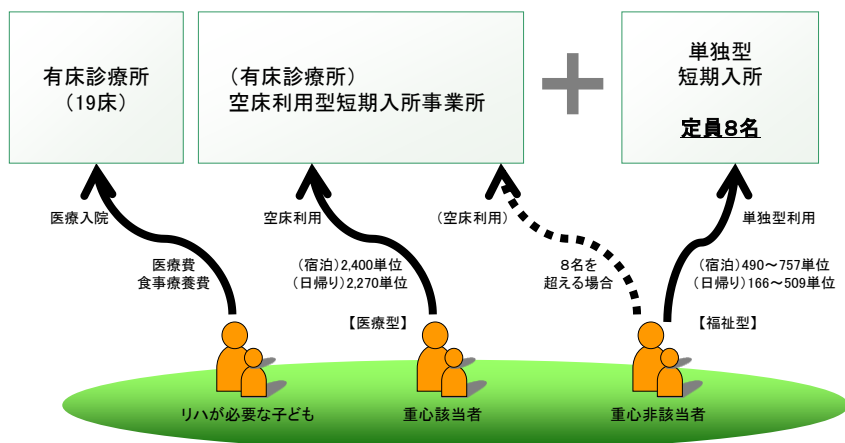 有床診療所
(19床)
(有床診療所)
空床利用型短期入所事業所
単独型
短期入所
定員8名
医療入院
空床利用
(空床利用)
単独型利用
医療費
食事療養費
(宿泊)2,400単位
(日帰り)2,270単位
8名を
超える場合
(宿泊)490~757単位
(日帰り)166~509単位
【医療型】
【福祉型】
リハが必要な子ども
重心該当者
重心非該当者